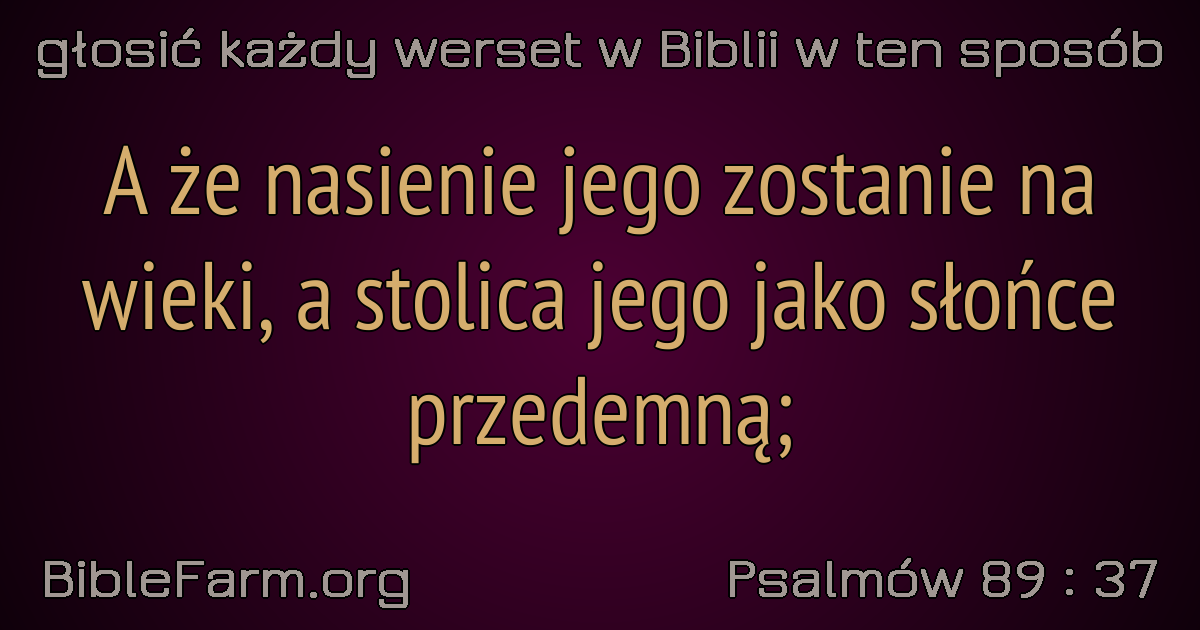 głosić każdy werset w Biblii w ten sposób
A że nasienie jego zostanie na
wieki, a stolica jego jako słońce
przedemną;
BibleFarm.org
Psalmów 89 : 37